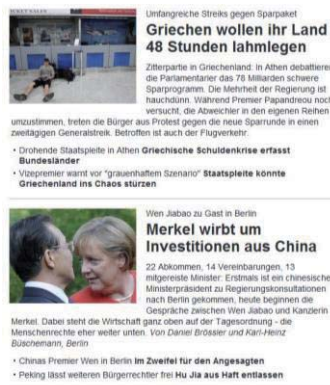 Umfangreiche Streiks gegen Sparpaket
Griechen wollen ihr Land
48 Stunden lahmlegen
Zitterpartie in Griechenland: In Athen debattieren
die Parlamentarier das 78 Milliarden schwere
Sparprogramm. Die Mehrheit der Regierung ist
hauchdünn. Während Premier Papandreou noch
versucht, die Abweichler in den eigenen Reihen
umzustimmen, treten die Bürger aus Protest gegen die neue Sparrunde in einen
zweitägigen Generalstreik. Betroffen ist auch der Flugverkehr.
• Drohende Staatspleite in Athen Griechische Schuldenkrise erfasst
Bundesländer
• Vizepremier warnt vor "grauenhaftem Szenario" Staatspleite könnte
Griechenland ins Chaos stürzen
Wen Jiabao zu Gast in Berlin
Merkel wirbt um
Investitionen aus China
22 Abkommen, 14 Vereinbarungen, 13
mitgereiste Minister: Erstmals ist ein chinesischer
Ministerpräsident zu Regierungskonsultationen
nach Berlin gekommen, heute beginnen die
Gespräche zwischen Wen Jiabao und Kanzlerin
Merkel. Dabei steht die Wirtschaft ganz oben auf der Tagesordnung - die
Menschenrechte eher weiter unten. Von Daniel Brössler und Karl-Heinz
Büschemann, Berlin
• Chinas Premier Wen in Berlin Im Zweifel für den Angesagten
• Peking lässt weiteren Bürgerrechtler frei Hu Jia aus Haft entlassen